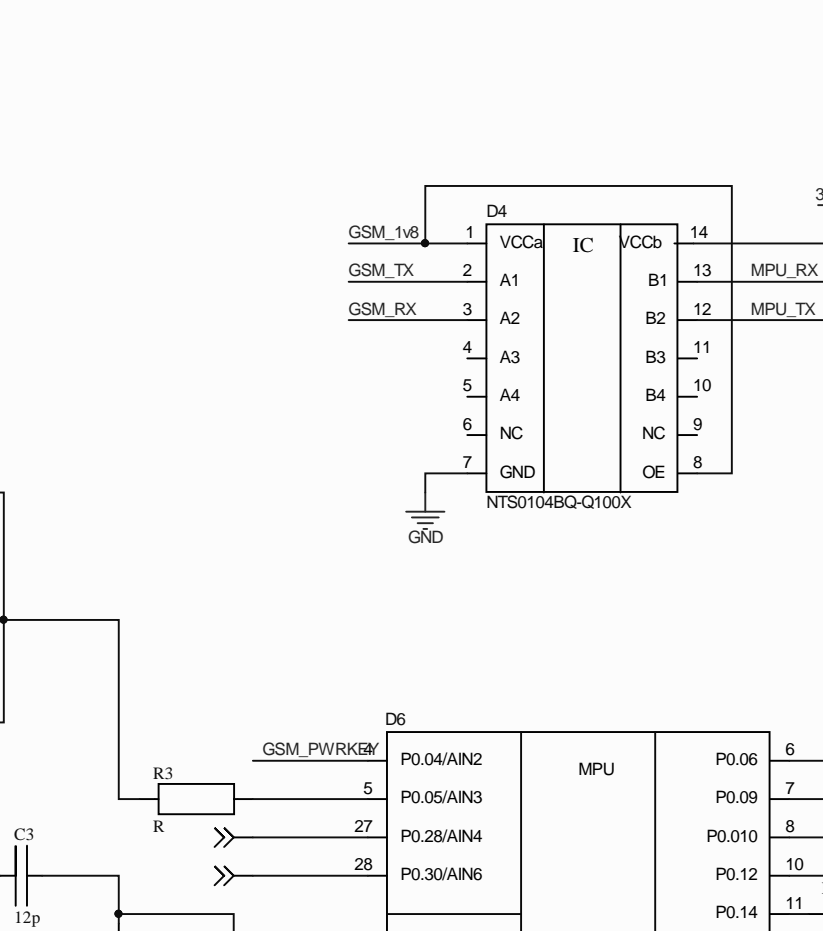 3
D4
GSM_1v8 1 VCCa IC VCCb 14
GSM_TX 2 A1 B1 13 MPU_RX
GSM_RX 3 A2 B2 12 MPU_TX
4 A3 B3 11
5 A4 B4 10
6 NC NC 9
7 GND OE 8
NTS0104BQ-Q100X
GND
D6
GSM_PWRKEY 4 P0.04/AIN2 MPU P0.06 6
R3
5 P0.05/AIN3 P0.09 7
R
27 P0.28/AIN4 P0.010 8
C3
28 P0.30/AIN6 P0.12 10
12p
P0.14 11